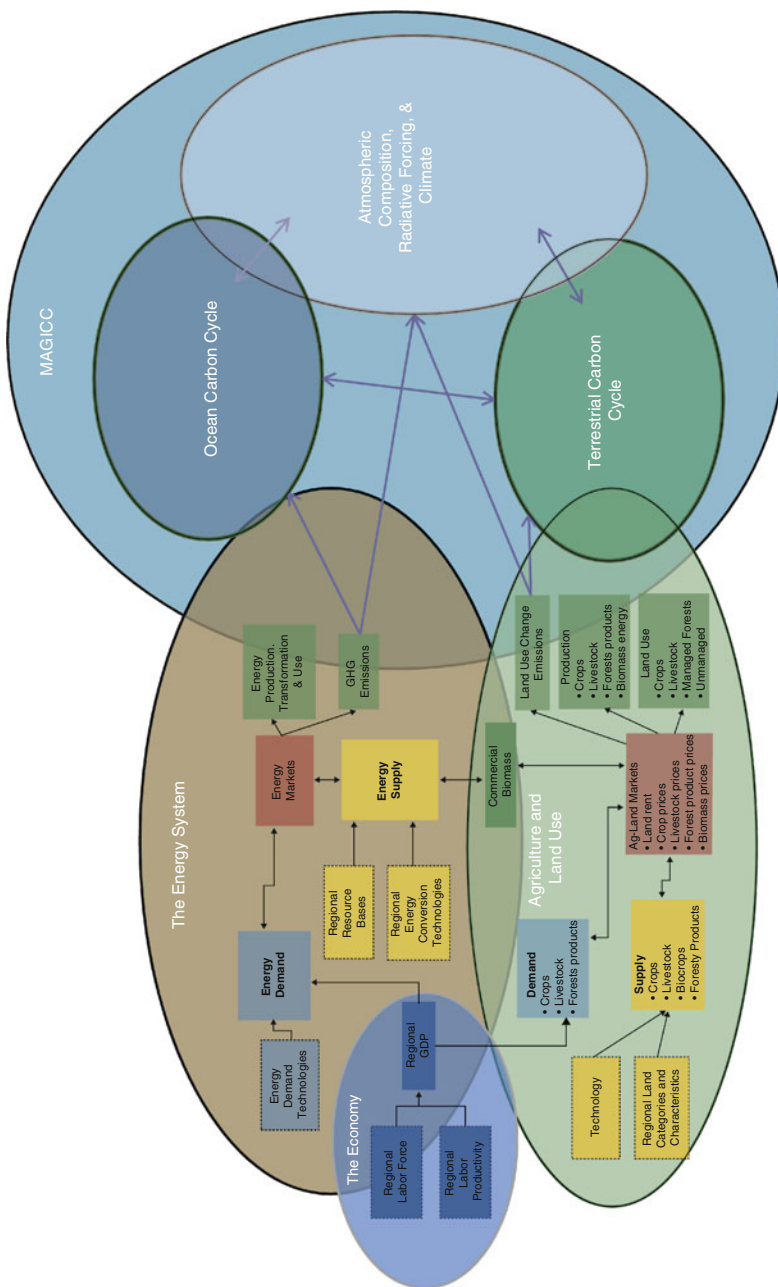 MAGICC
Ocean Carbon Cycle
Atmospheric
Composition,
Radiative Forcing, &
Climate
Terrestrial Carbon
Cycle
The Energy System
Energy
Demand
Technologies
Energy
Demand
Energy
Markets
Energy
Production.
Transformation
& Use
GHG
Emissions
Regional
Resource
Bases
Regional
Energy
Conversion
Technologies
Energy
Supply
Commercial
Biomass
The Economy
Regional
Labor Force
Regional
Labor
Productivity
Regional
GDP
Agriculture and
Land Use
Demand
• Crops
• Livestock
• Forests products
Technology
Regional Land
Categories and
Characteristics
Supply
• Crops
• Livestock
• Biocrops
• Foresty Products
Ag-Land Markets
• Land rent
• Crop prices
• Livestock prices
• Forest product prices
• Biomass prices
Land Use Change
Emissions
Production
• Crops
• Livestock
• Forests products
• Biomass energy
Land Use
• Crops
• Livestock
• Managed Forests
• Unmanaged